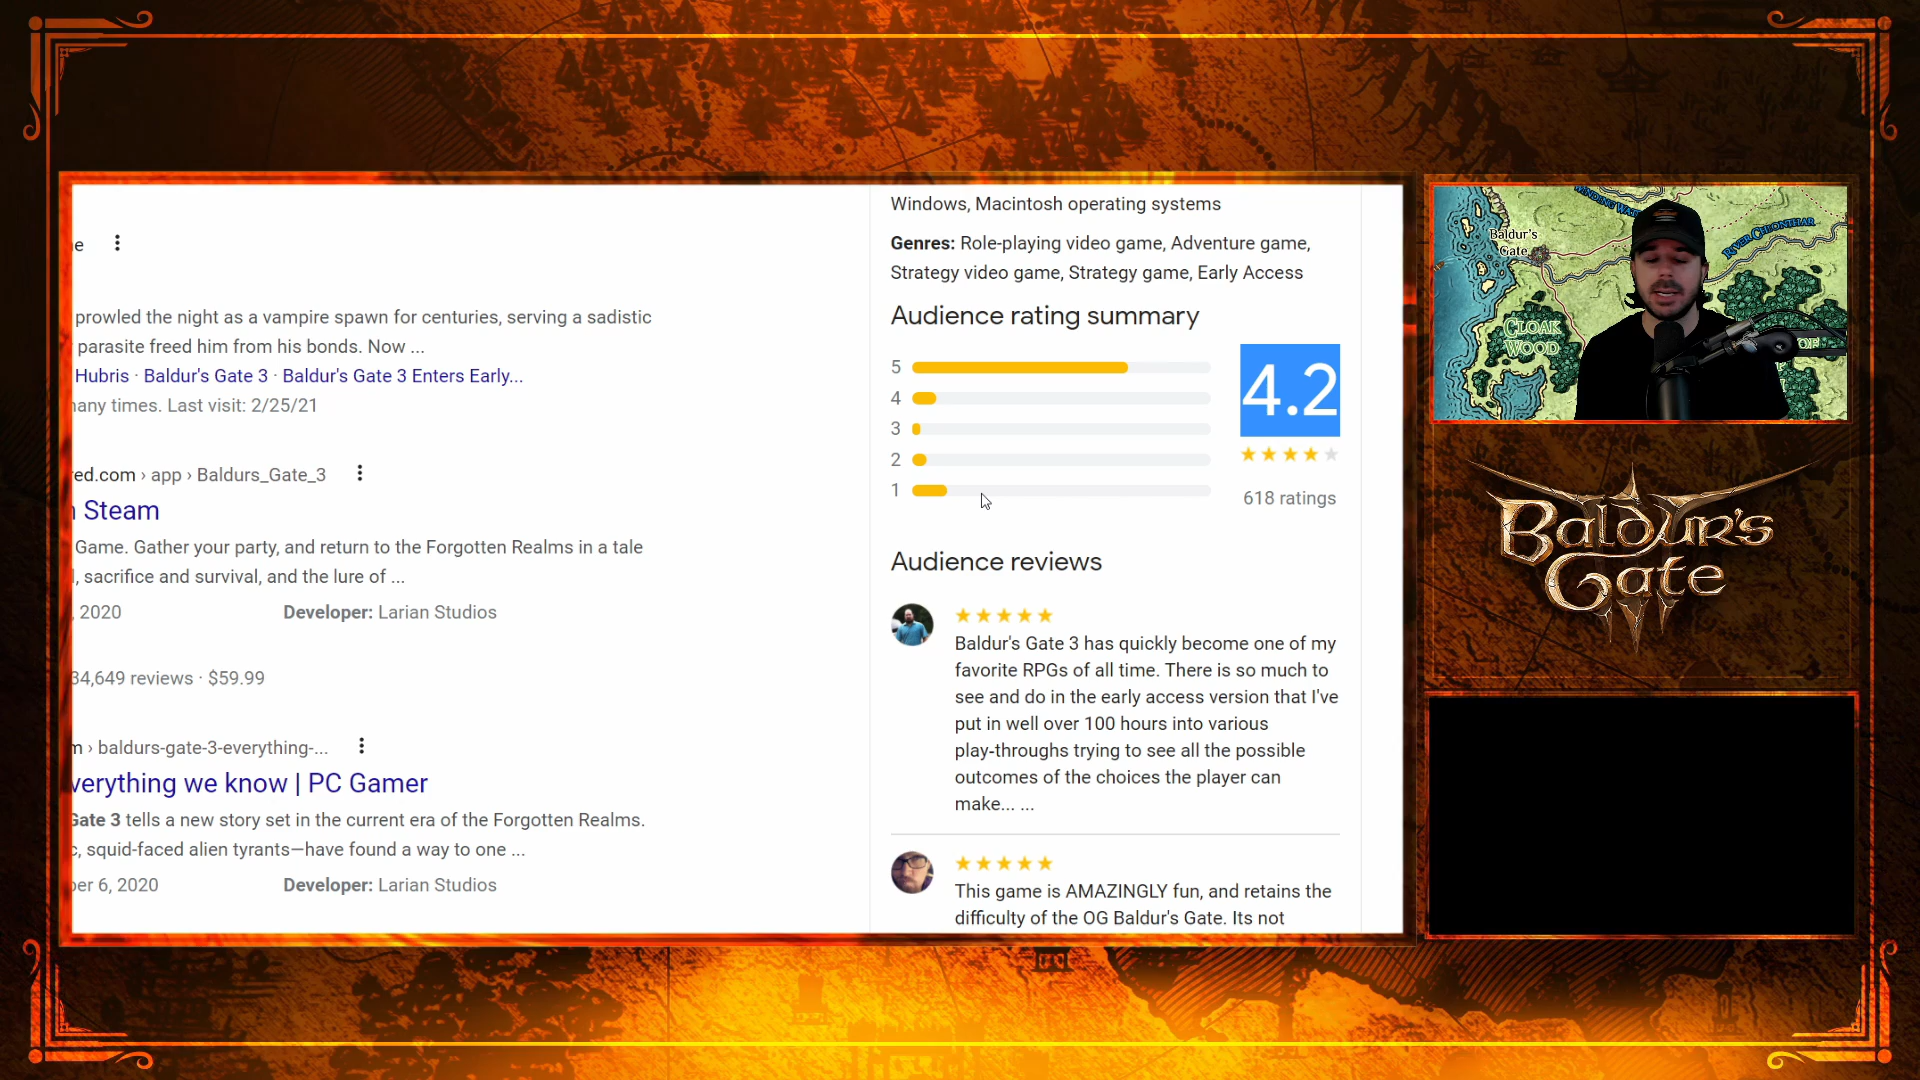 e
prowled the night as a vampire spawn for centuries, serving a sadistic
parasite freed him from his bonds. Now ...
Hubris · Baldur's Gate 3 · Baldur's Gate 3 Enters Early...
any times. Last visit: 2/25/21
ed.com › app › Baldurs_Gate_3
Steam
Game. Gather your party, and return to the Forgotten Realms in a tale
, sacrifice and survival, and the lure of ...
, 2020 Developer: Larian Studios
34,649 reviews · $59.99
› baldurs-gate-3-everything-...
verything we know | PC Gamer
Gate 3 tells a new story set in the current era of the Forgotten Realms.
c, squid-faced alien tyrants—have found a way to one ...
er 6, 2020 Developer: Larian Studios
Windows, Macintosh operating systems
Genres: Role-playing video game, Adventure game,
Strategy video game, Strategy game, Early Access
Audience rating summary
5
4
3
2
1
4.2
618 ratings
Audience reviews
Baldur's Gate 3 has quickly become one of my
favorite RPGs of all time. There is so much to
see and do in the early access version that I've
put in well over 100 hours into various
play-throughs trying to see all the possible
outcomes of the choices the player can
make... ...
This game is AMAZINGLY fun, and retains the
difficulty of the OG Baldur's Gate. Its not
Baldur's
Gate
CLOAK
WOOD
RIVER CHIONTHAR
Baldur's
Gate